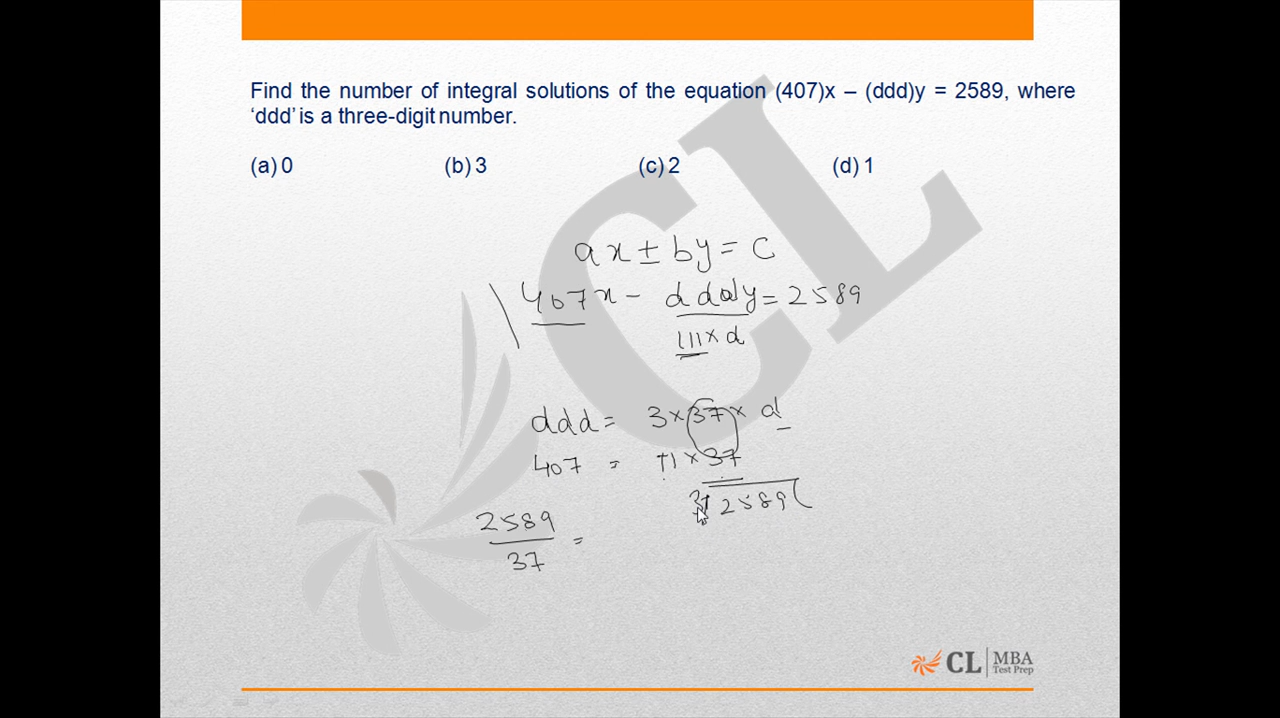 Find the number of integral solutions of the equation (407)x – (ddd)y = 2589, where
‘ddd’ is a three-digit number.
(a) 0 (b) 3 (c) 2 (d) 1
ax ± by = c
407x - dddy = 2589
111 × d
ddd = 3 × 37 × d
407 = 11 × 37
37 2589
2589
37
=
CL MBA
Test Prep
CL